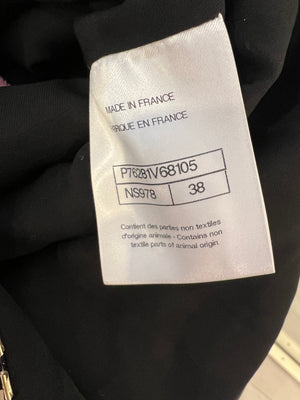 MADE IN FRANCE
FABRIQUE EN FRANCE
P76281V68105
NS978 38
Contient des parties non textiles
d'origine animale - Contains non
textile parts of animal origin.